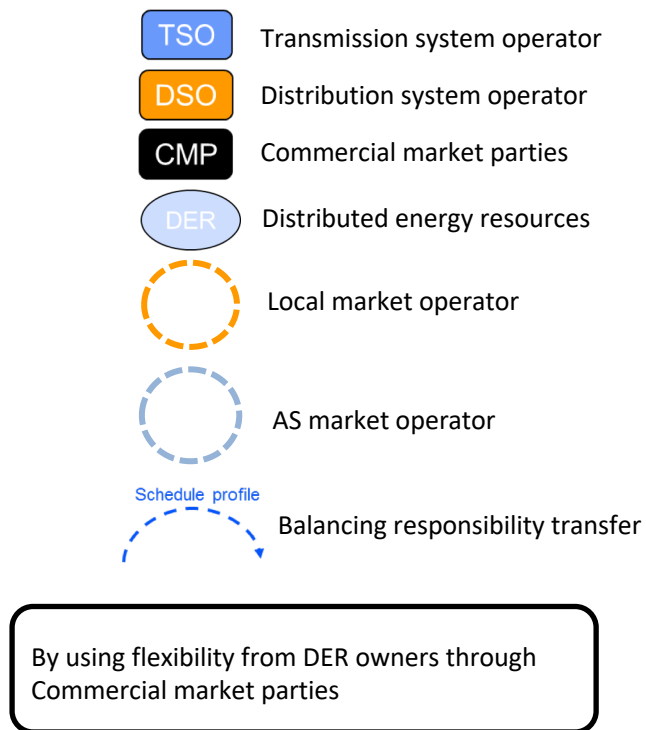 TSO Transmission system operator
DSO Distribution system operator
CMP Commercial market parties
DER Distributed energy resources
Local market operator
AS market operator
Schedule profile
Balancing responsibility transfer
By using flexibility from DER owners through
Commercial market parties